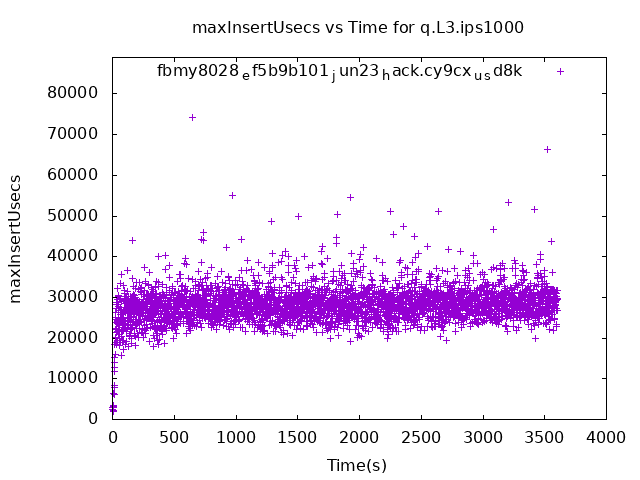 maxInsertUsecs vs Time for q.L3.ips1000
fbmy8028ef5b9b101jun23hack.cy9cxusd8k
maxInsertUsecs
80000
70000
60000
50000
40000
30000
20000
10000
0
0 500 1000 1500 2000 2500 3000 3500 4000
Time(s)